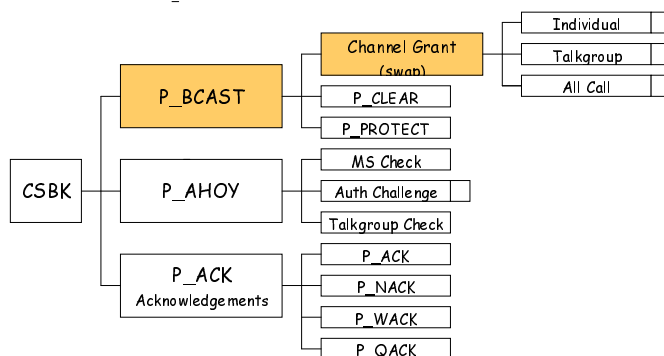 Individual
Channel Grant
(swap)
Talkgroup
All Call
P_BCAST
P_CLEAR
P_PROTECT
CSBK
P_AHOY
MS Check
Auth Challenge
Talkgroup Check
P_ACK
Acknowledgements
P_ACK
P_NACK
P_WACK
P_QACK